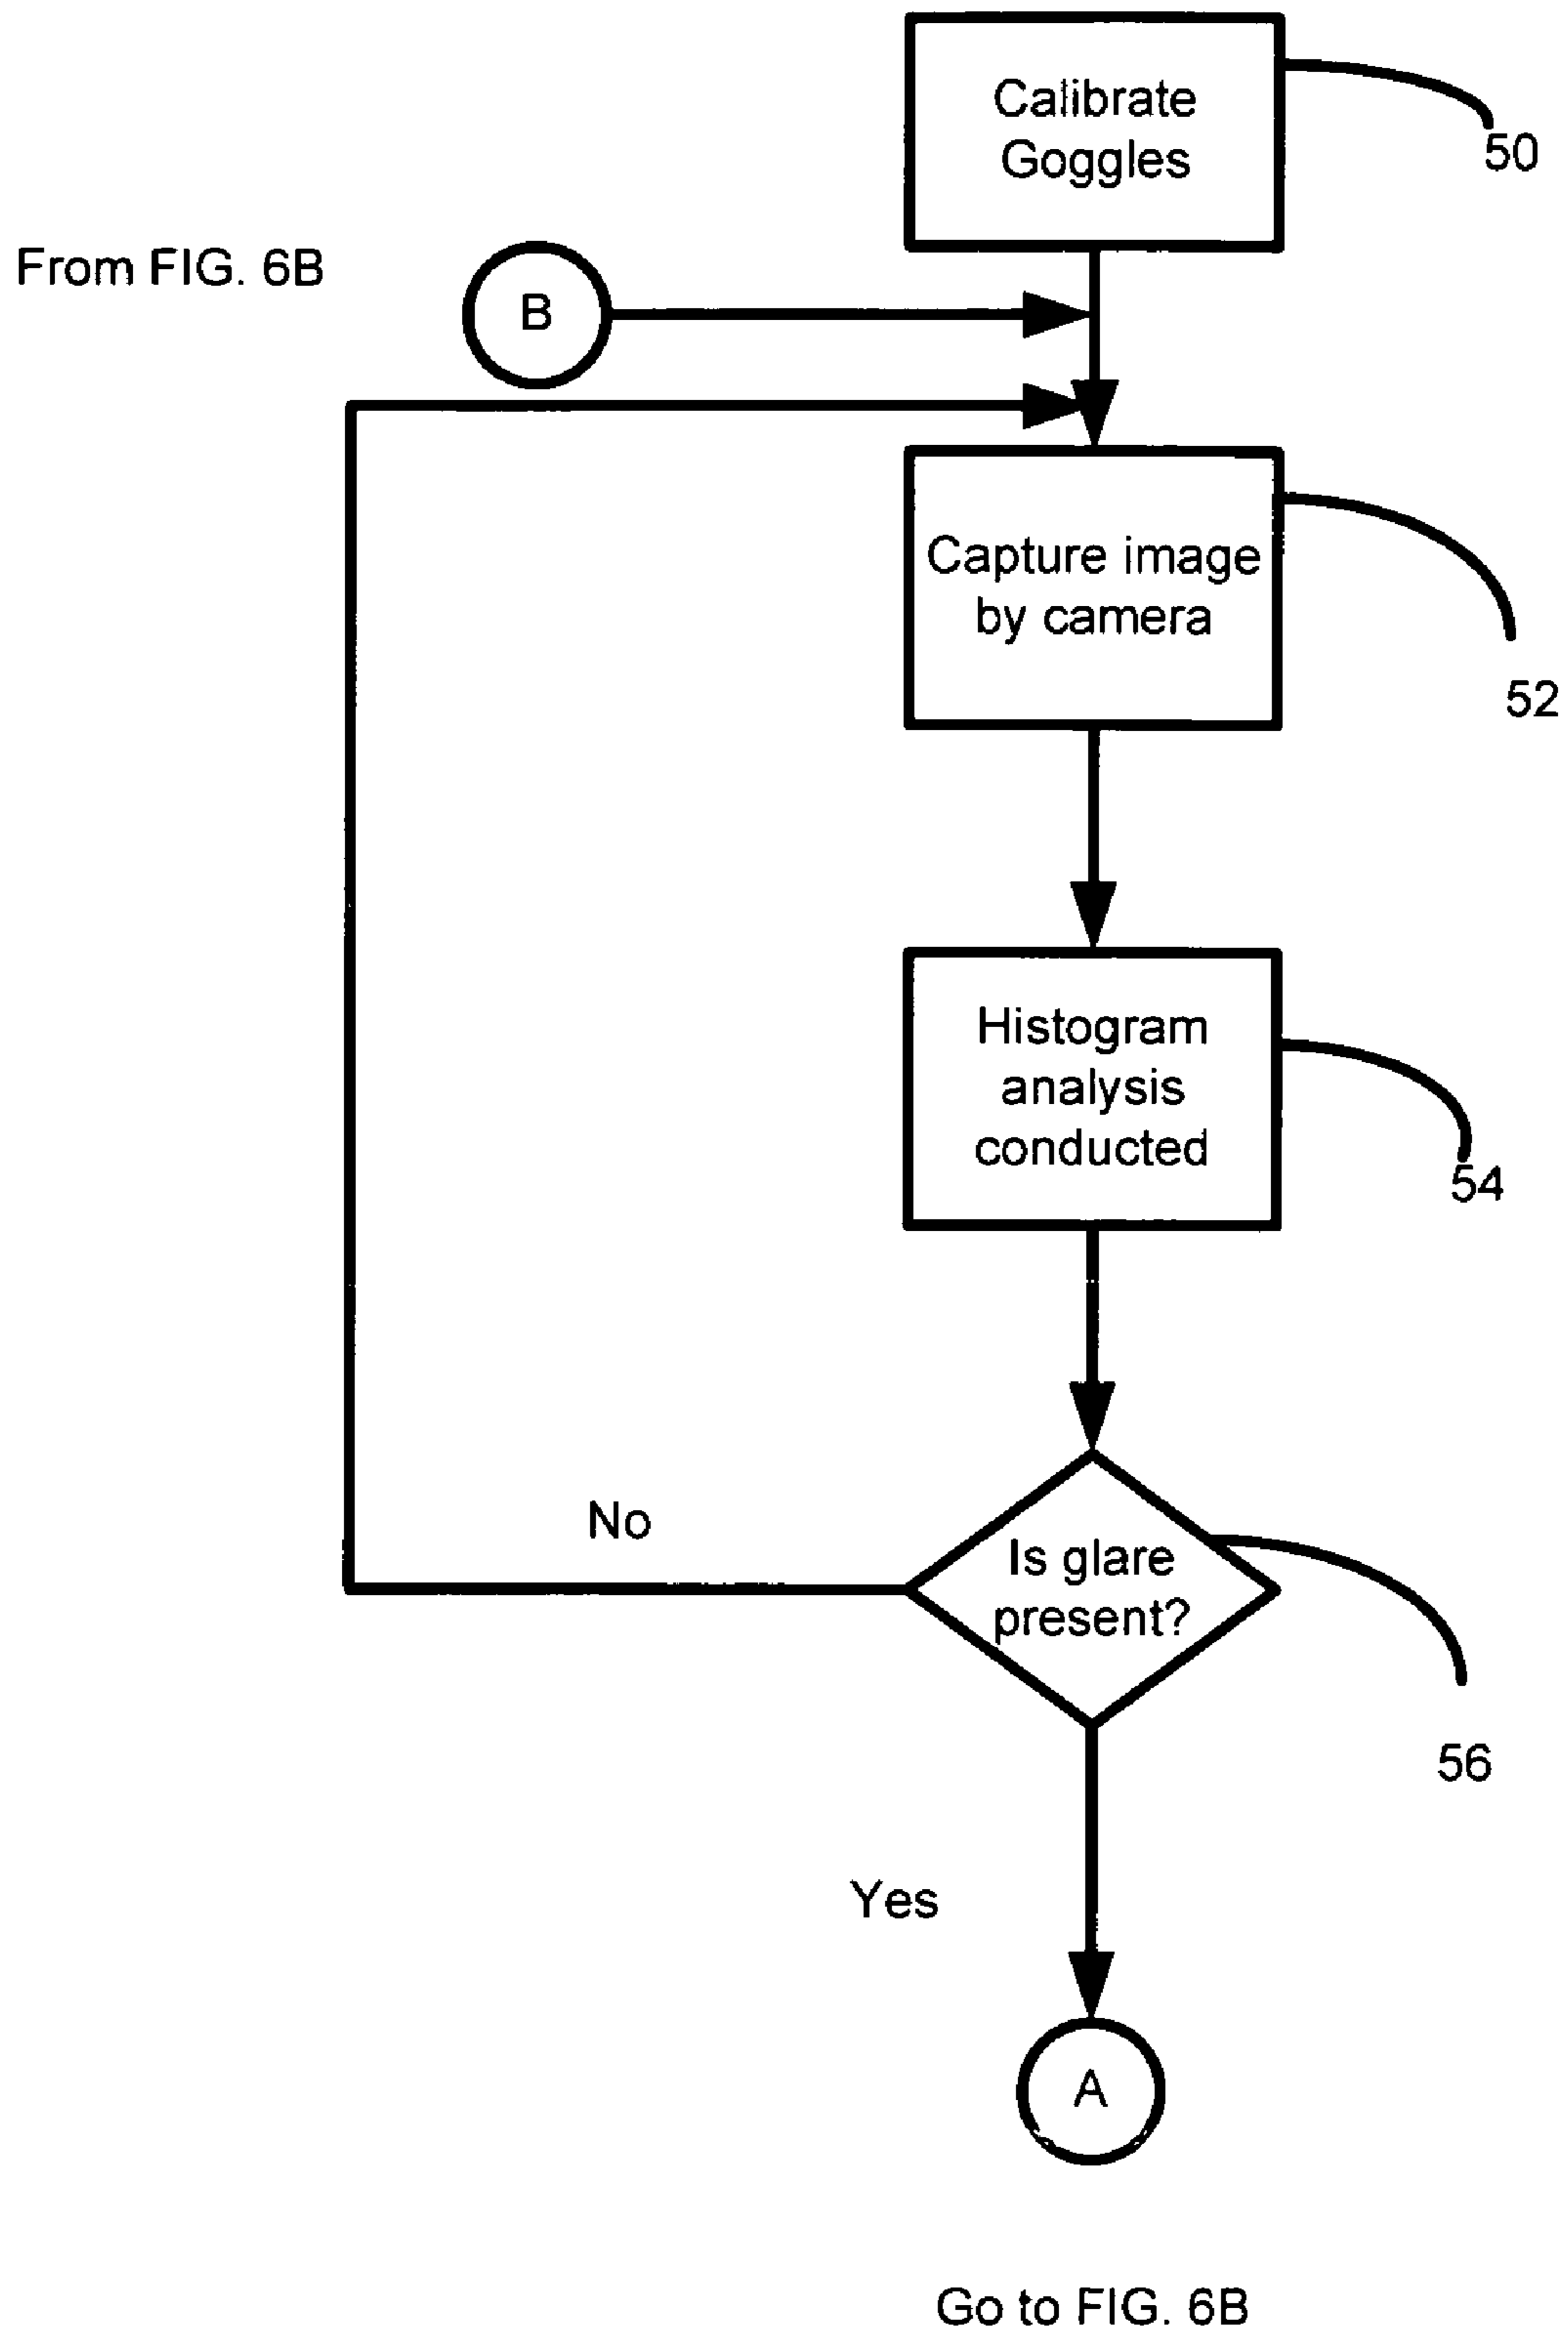 Calibrate
Goggles
50
From FIG. 6B
B
Capture image
by camera
52
Histogram
analysis
conducted
54
No
Is glare
present?
56
Yes
A
Go to FIG. 6B